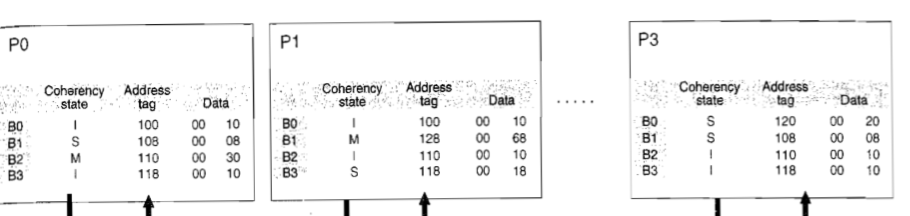 P0
Coherency state Address tag Data
B0 I 100 00 10
B1 S 108 00 08
B2 M 110 00 30
B3 I 118 00 10
P1
Coherency state Address tag Data
B0 I 100 00 10
B1 M 128 00 68
B2 I 110 00 10
B3 S 118 00 18
.....
P3
Coherency state Address tag Data
B0 S 120 00 20
B1 S 108 00 08
B2 I 110 00 10
B3 I 118 00 10